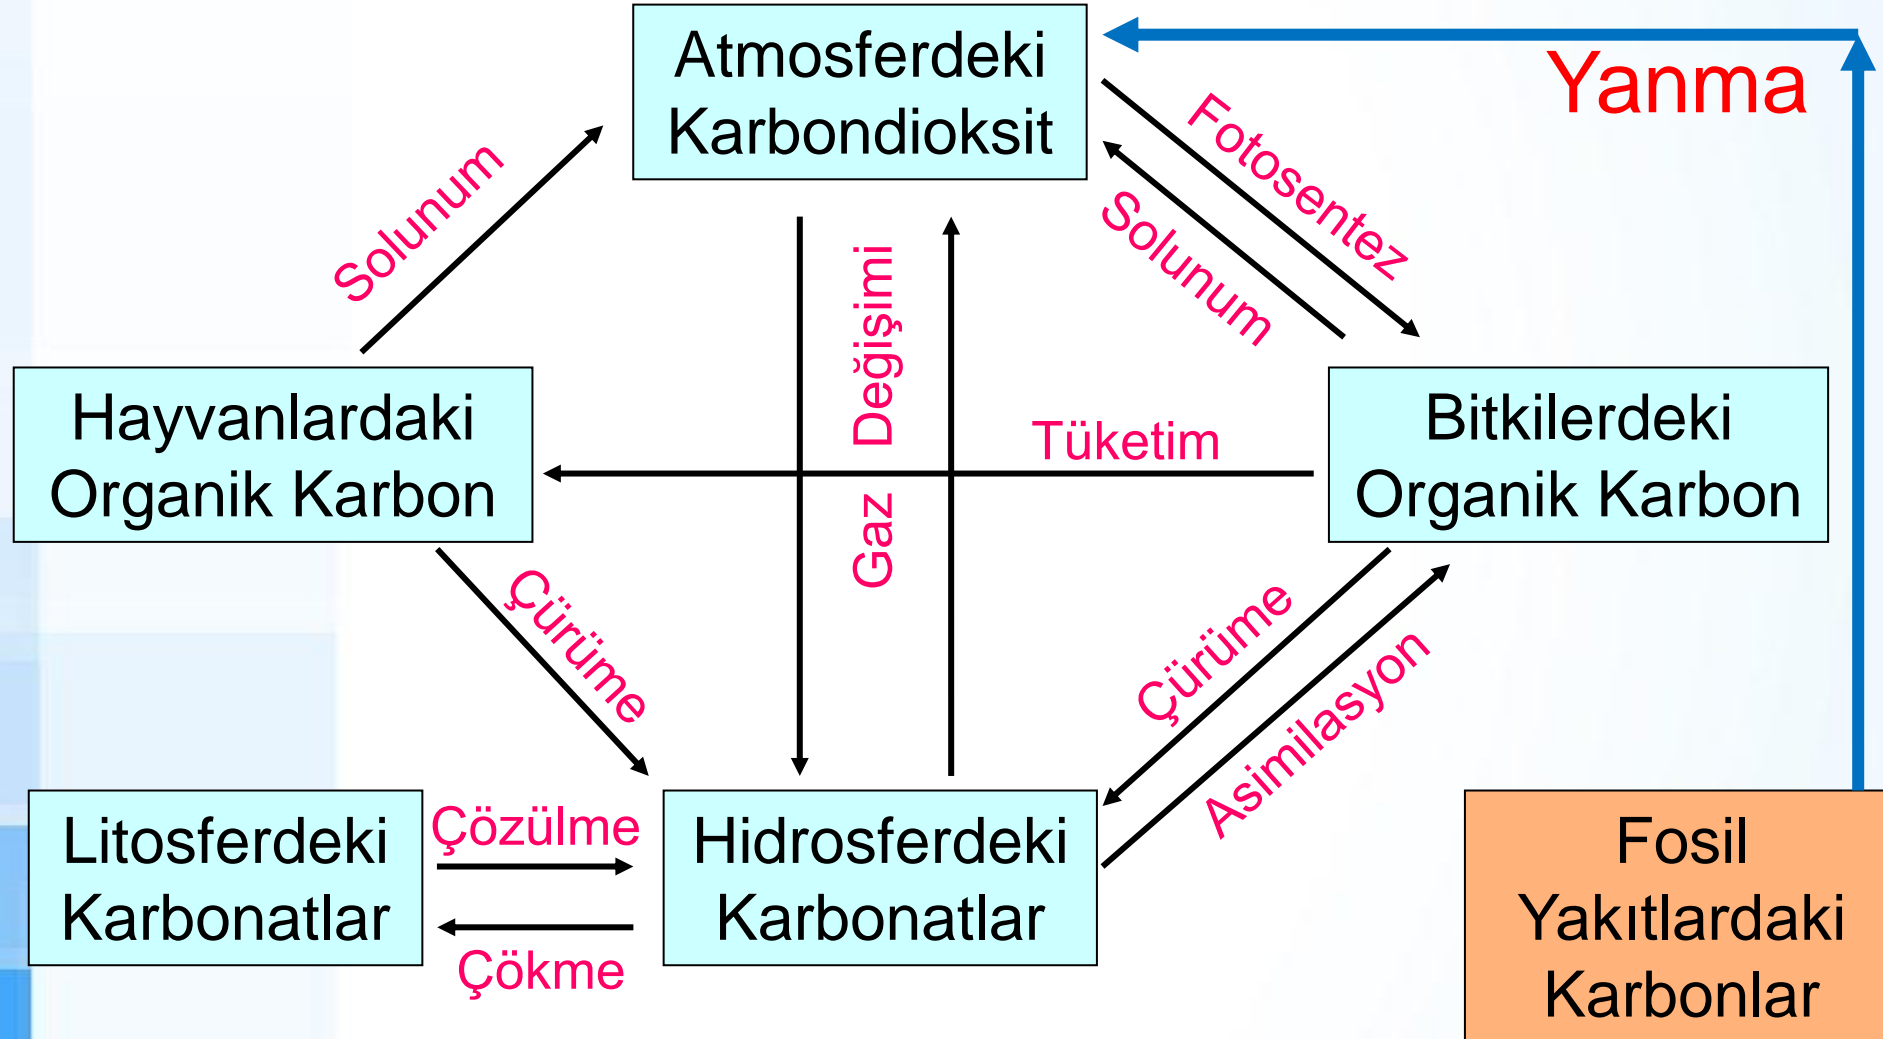 Atmosferdeki
Karbondioksit
Yanma
Fotosentez
Solunum
Solunum
Gaz Değişimi
Hayvanlardaki
Organik Karbon
Tüketim
Bitkilerdeki
Organik Karbon
Çürüme
Çürüme
Asimilasyon
Litosferdeki
Karbonatlar
Çözülme
Çökme
Hidrosferdeki
Karbonatlar
Fosil
Yakıtlardaki
Karbonlar